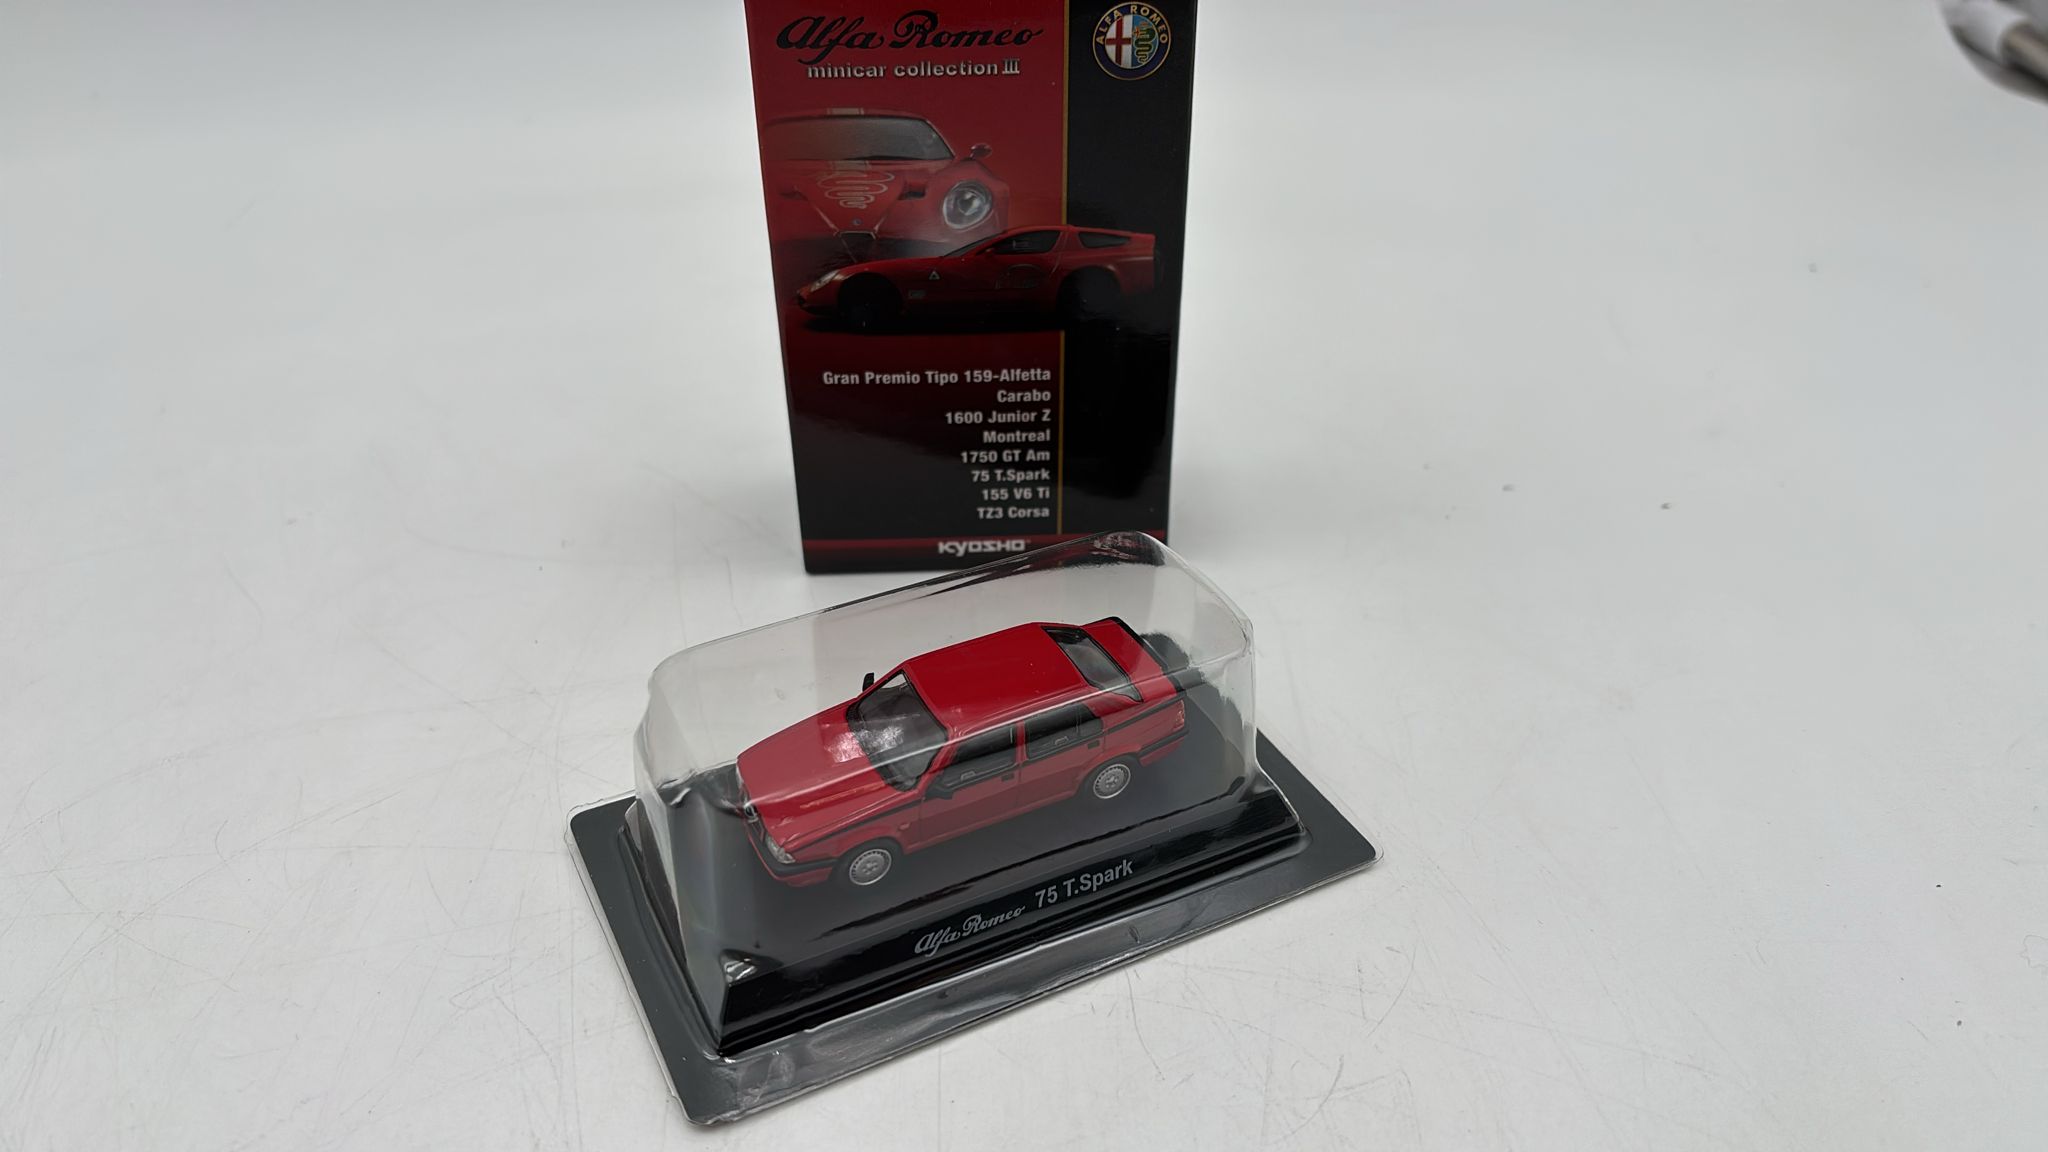 Alfa Romeo
minicar collection III
ALFA ROMEO
Gran Premio Tipo 159-Alfetta
Carabo
1600 Junior Z
Montreal
1750 GT Am
75 T.Spark
155 V6 Ti
TZ3 Corsa
KYOSHO
Alfa Romeo 75 T.Spark